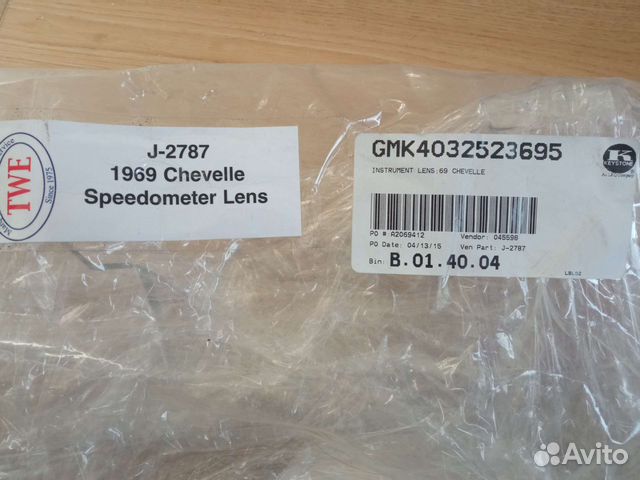 J-2787
1969 Chevelle
Speedometer Lens
TWE
Since 1975
GMK4032523695
INSTRUMENT LENS;69 CHEVELLE
K
KEYSTONE
PO # A2069412
Vendor: 045598
PO Date: 04/13/15
Ven Part: J-2787
Bin: B.01.40.04
LBL02
Avito